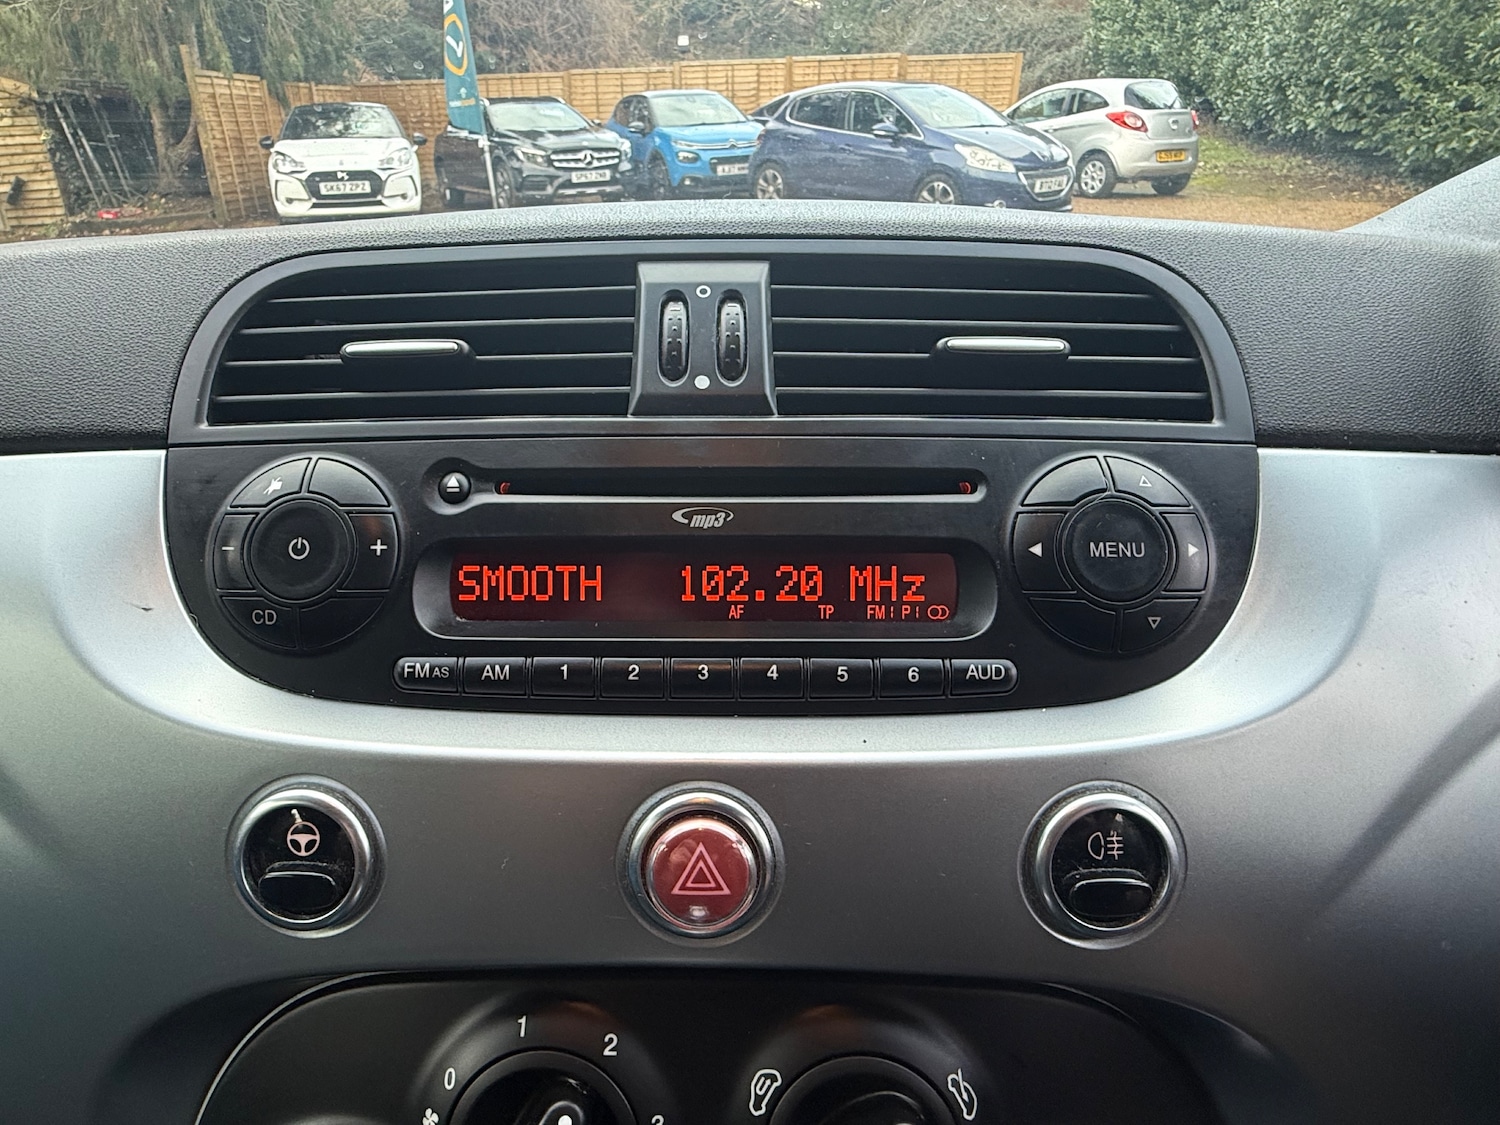 SK67 ZPZ
mp3
SMOOTH 102.20 MHz
AF TP FM
MENU
CD
FM AS AM 1 2 3 4 5 6 AUD
1
2
0